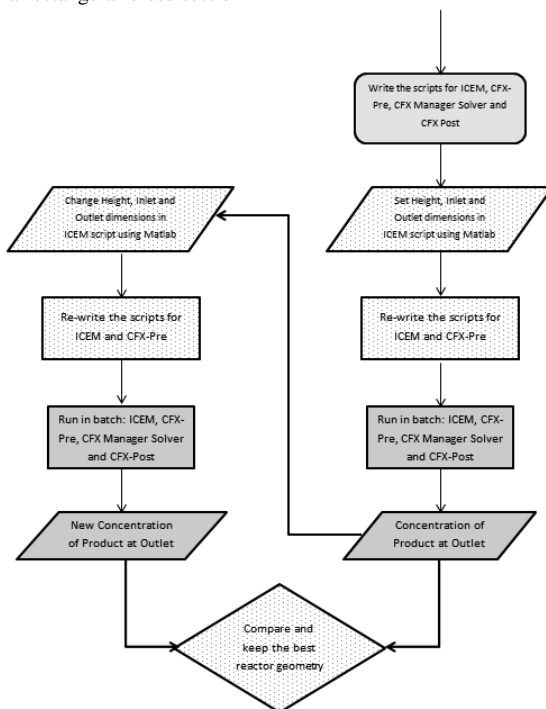 Write the scripts for ICEM, CFX-
Pre, CFX Manager Solver and
CFX Post
Change Height, Inlet and
Outlet dimensions in
ICEM script using Matlab
Set Height, Inlet and
Outlet dimensions in
ICEM script using Matlab
Re-write the scripts for
ICEM and CFX-Pre
Re-write the scripts for
ICEM and CFX-Pre
Run in batch: ICEM, CFX-
Pre, CFX Manager Solver
and CFX-Post
Run in batch: ICEM, CFX-
Pre, CFX Manager Solver
and CFX-Post
New Concentration
of Product at Outlet
Concentration of
Product at Outlet
Compare and
keep the best
reactor geometry